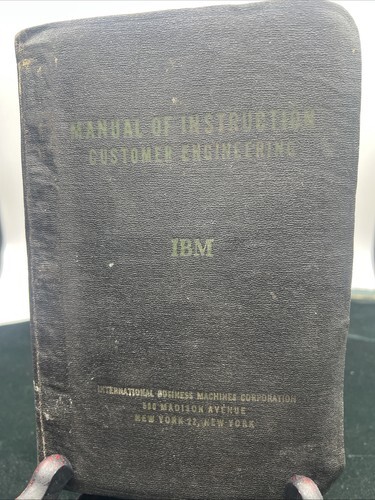 MANUAL OF INSTRUCTION
CUSTOMER ENGINEERING
IBM
INTERNATIONAL BUSINESS MACHINES CORPORATION
590 MADISON AVENUE
NEW YORK 22, NEW YORK